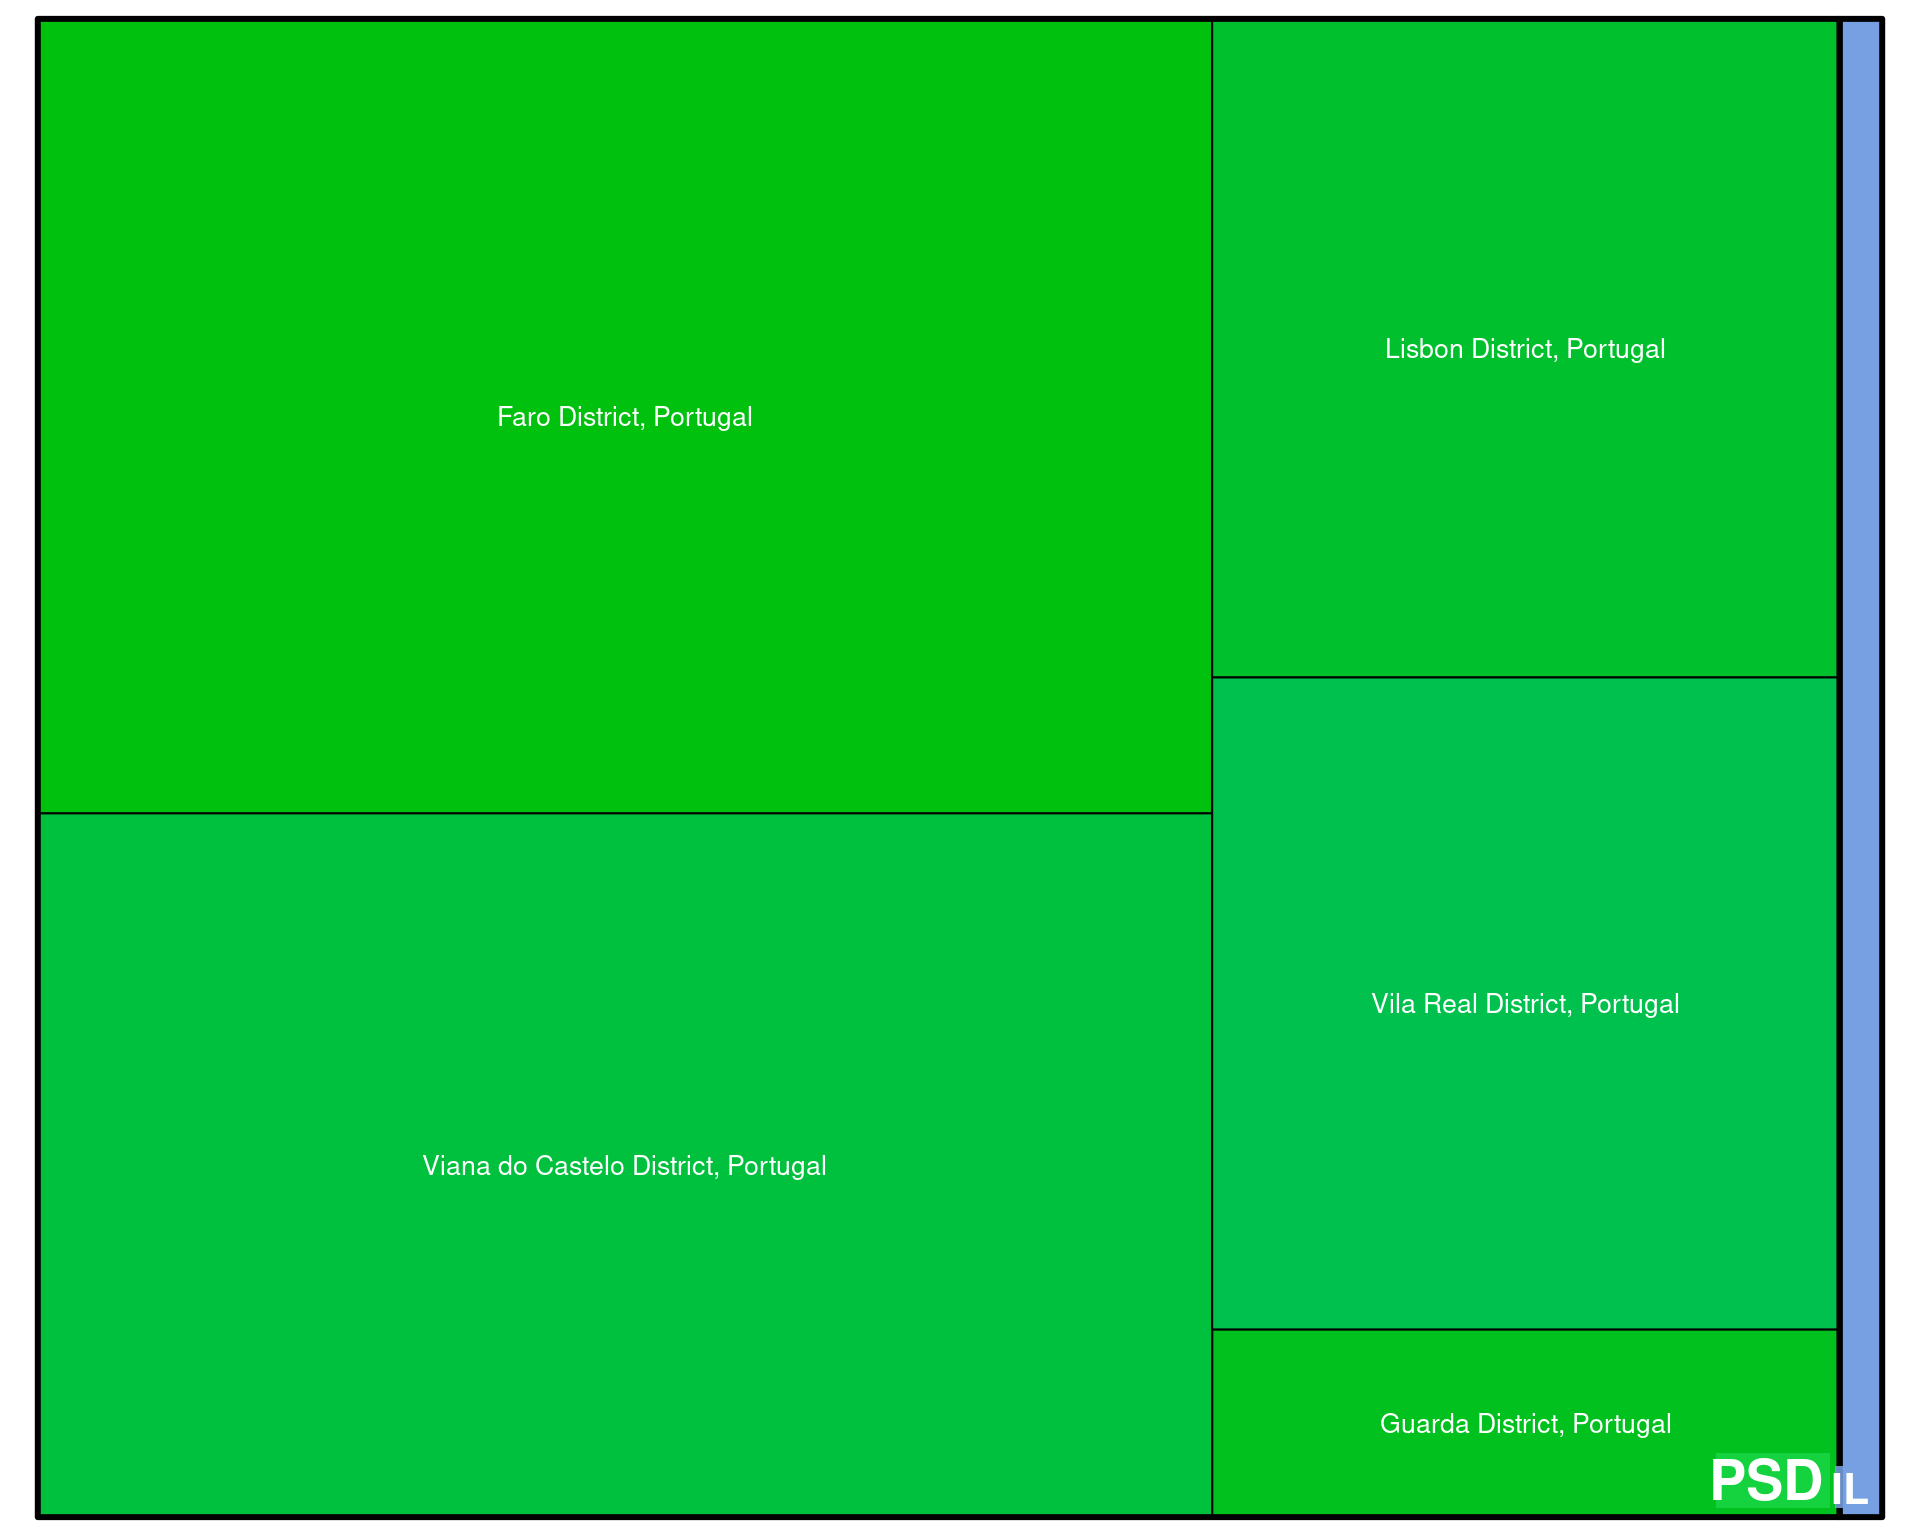 Lisbon District, Portugal
Faro District, Portugal
Vila Real District, Portugal
Viana do Castelo District, Portugal
Guarda District, Portugal
PSD
IL